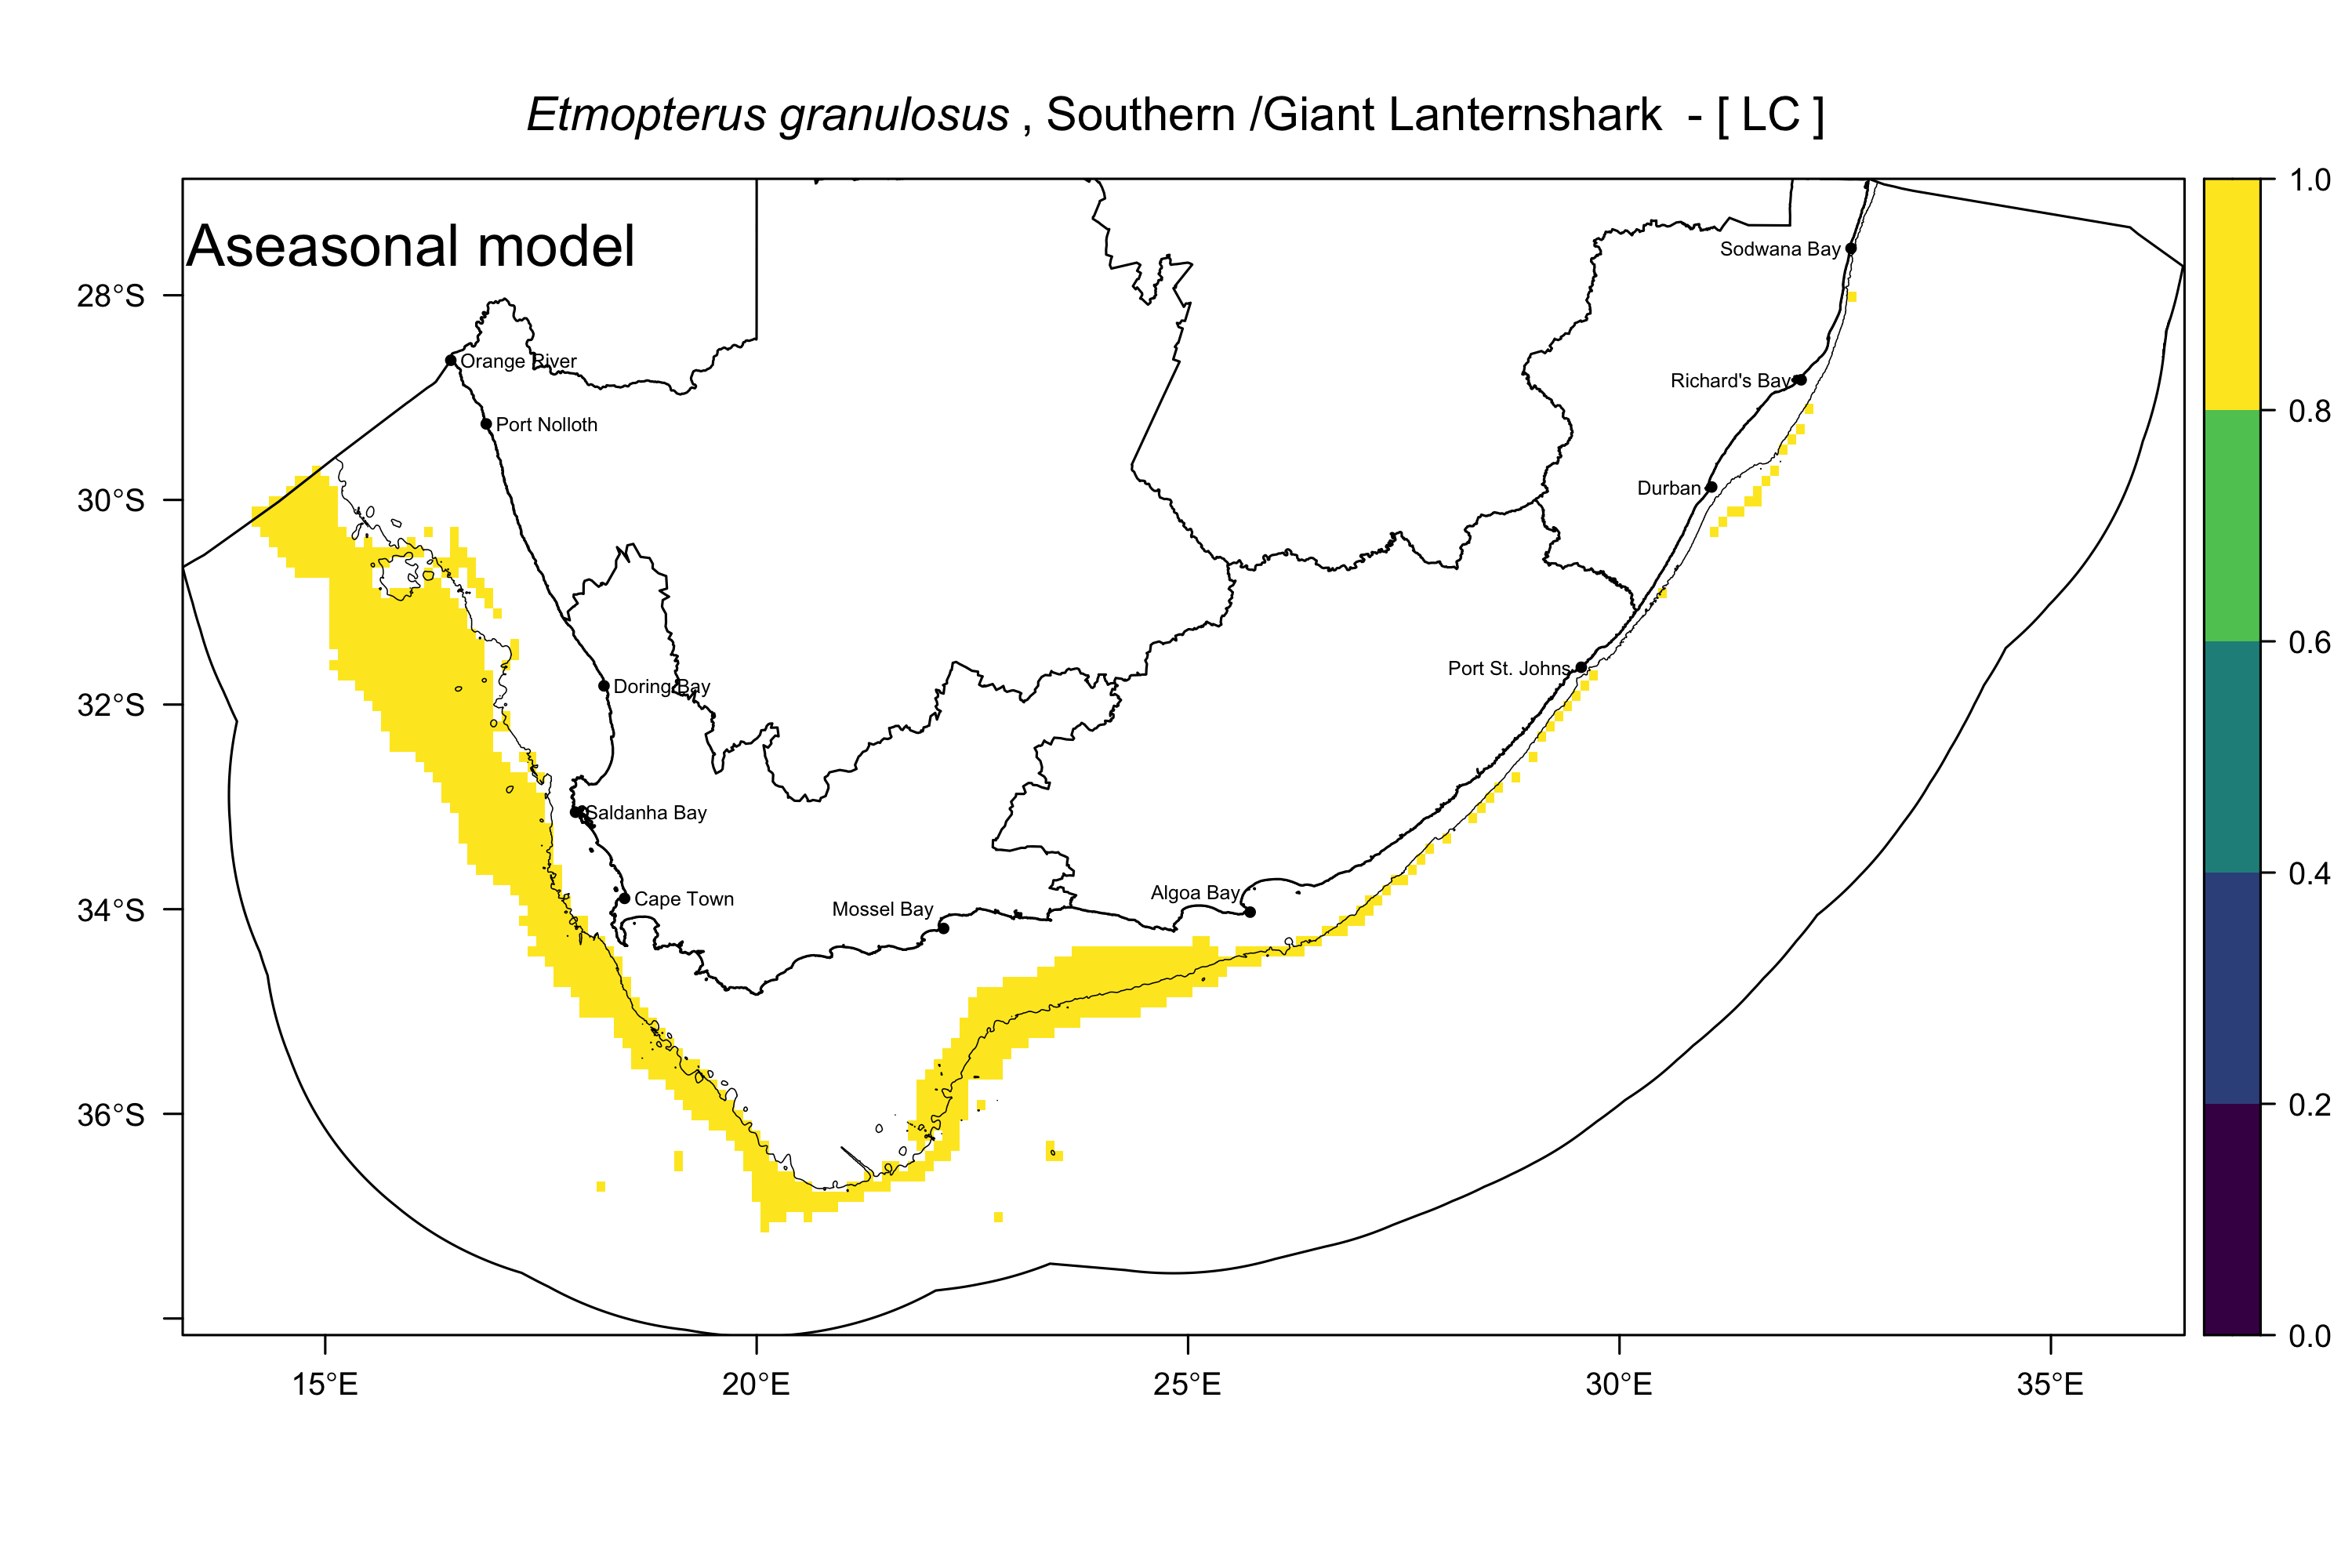 Etmopterus granulosus , Southern /Giant Lanternshark - [ LC ]
Aseasonal model
1.0
0.8
0.6
0.4
0.2
0.0
28°S
30°S
32°S
34°S
36°S
15°E
20°E
25°E
30°E
35°E
Sodwana Bay
Orange River
Richard's Bay
Port Nolloth
Durban
Port St. Johns
Doring Bay
Saldanha Bay
Cape Town
Algoa Bay
Mossel Bay